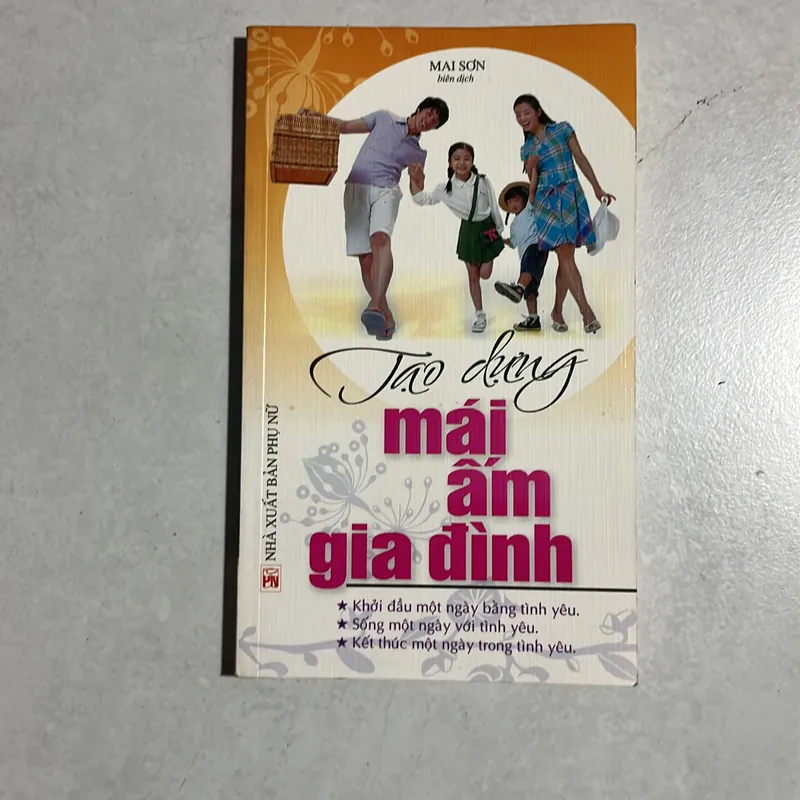 MAI SƠN
biên dịch
Tạo dựng
mái
ấm
gia đình
★ Khởi đầu một ngày bằng tình yêu.
★ Sống một ngày với tình yêu.
★ Kết thúc một ngày trong tình yêu.
NHÀ XUẤT BẢN PHỤ NỮ
PN